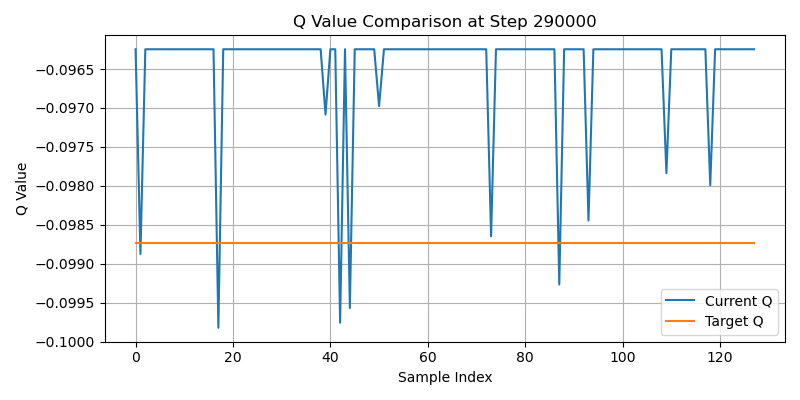 Q Value Comparison at Step 290000
Q Value
−0.0965
−0.0970
−0.0975
−0.0980
−0.0985
−0.0990
−0.0995
−0.1000
0 20 40 60 80 100 120
Sample Index
Current Q
Target Q